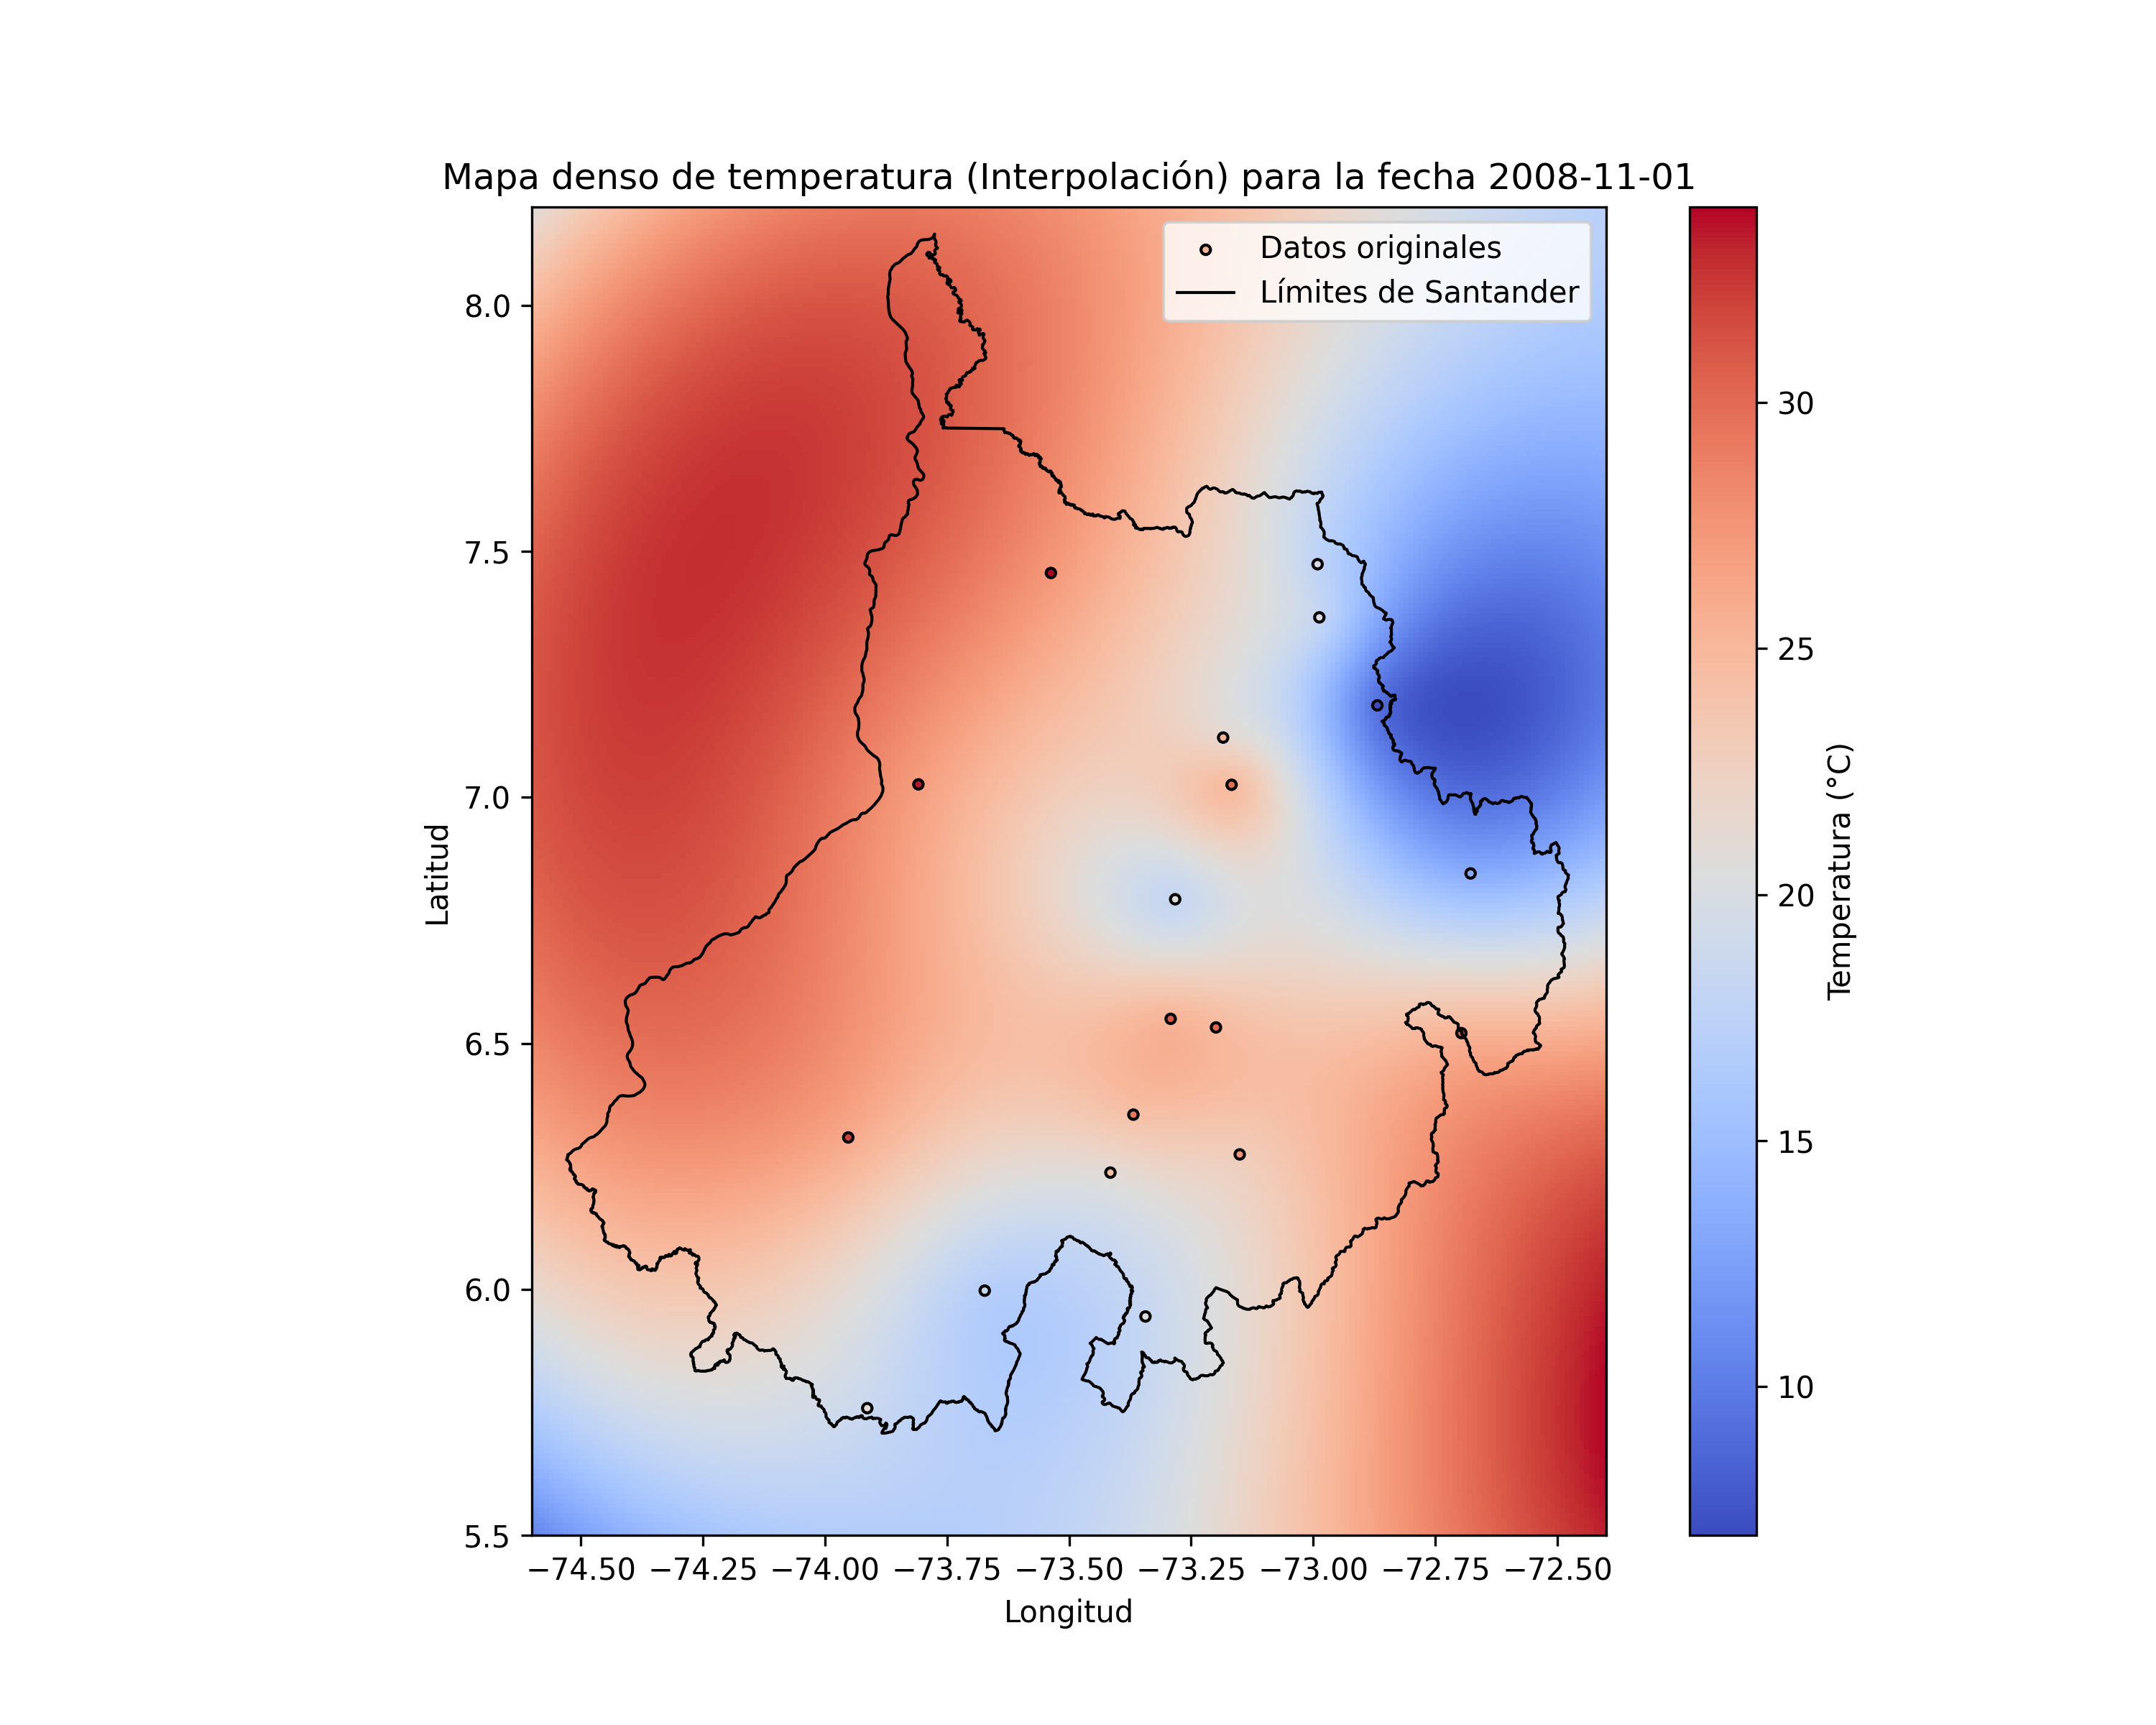 Mapa denso de temperatura (Interpolación) para la fecha 2008-11-01
Datos originales
Límites de Santander
8.0
7.5
7.0
6.5
6.0
5.5
Latitud
−74.50 −74.25 −74.00 −73.75 −73.50 −73.25 −73.00 −72.75 −72.50
Longitud
30
25
20
15
10
Temperatura (°C)